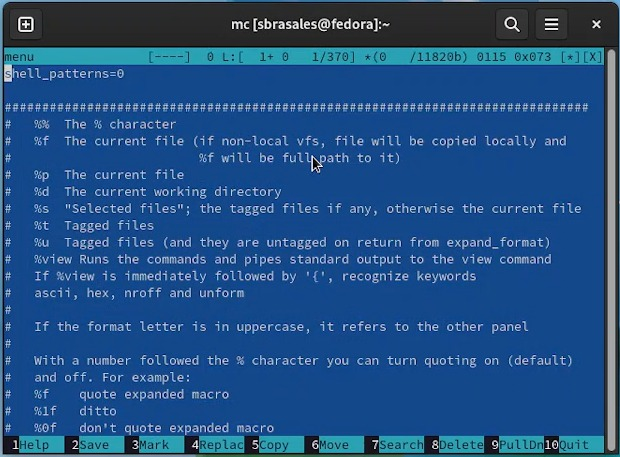 mc [sbrasales@fedora]:~
menu [----] 0 L:[ 1+ 0 1/370] *(0 /11820b) 0115 0x073 [*][X]
shell_patterns=0
###############################################################################
# %% The % character
# %f The current file (if non-local vfs, file will be copied locally and
# %f will be full path to it)
# %p The current file
# %d The current working directory
# %s "Selected files"; the tagged files if any, otherwise the current file
# %t Tagged files
# %u Tagged files (and they are untagged on return from expand_format)
# %view Runs the commands and pipes standard output to the view command
# If %view is immediately followed by '{', recognize keywords
# ascii, hex, nroff and unform
#
# If the format letter is in uppercase, it refers to the other panel
#
# With a number followed the % character you can turn quoting on (default)
# and off. For example:
# %f quote expanded macro
# %1f ditto
# %0f don't quote expanded macro
1Help 2Save 3Mark 4Replac 5Copy 6Move 7Search 8Delete 9PullDn 10Quit